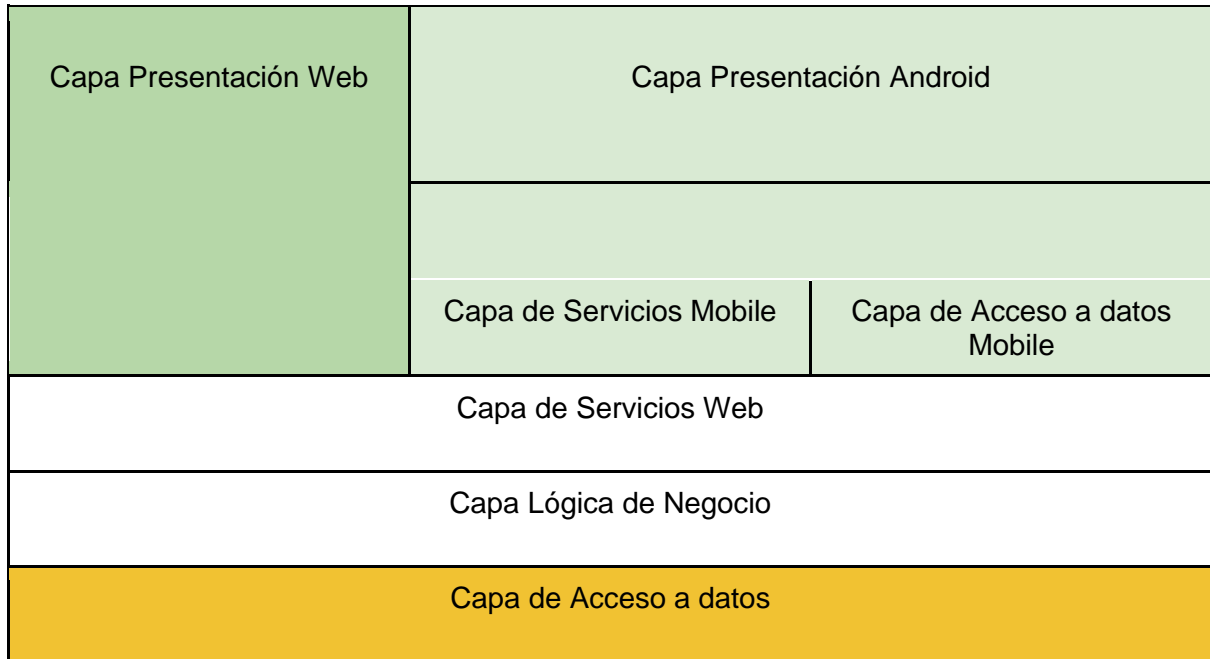 Capa Presentación Web
Capa Presentación Android
Capa de Servicios Mobile
Capa de Acceso a datos
Mobile
Capa de Servicios Web
Capa Lógica de Negocio
Capa de Acceso a datos